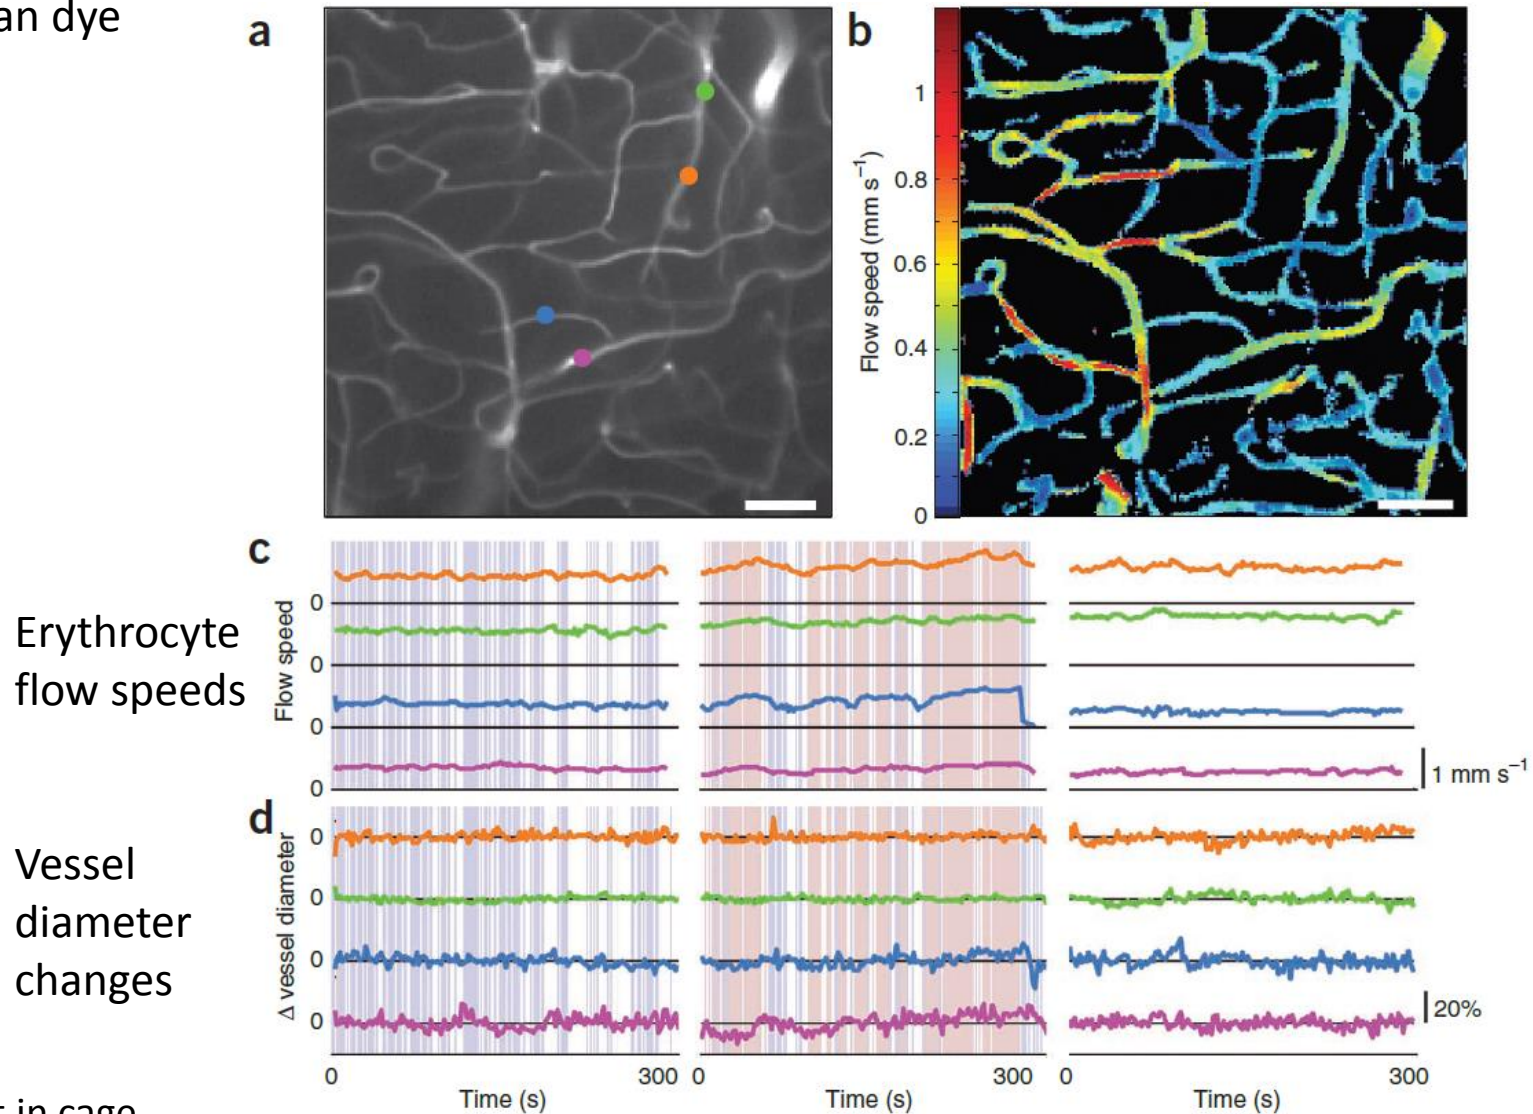 an dye
a
b
Flow speed (mm s⁻¹)
1
0.8
0.6
0.4
0.2
0
c
Erythrocyte
flow speeds
Flow speed
0
0
0
0
1 mm s⁻¹
d
Vessel
diameter
changes
Δ vessel diameter
0
0
0
0
20%
0 300 0 300 0 300
Time (s) Time (s) Time (s)
in cage